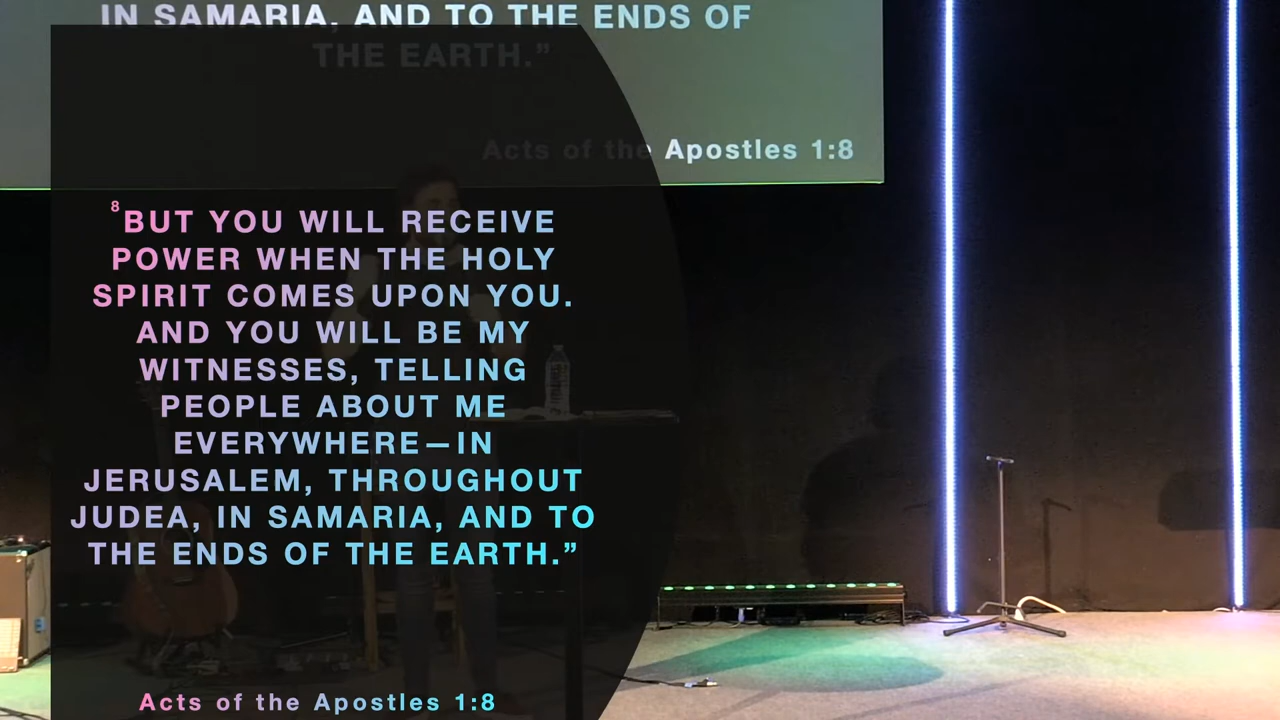 IN SAMARIA, AND TO THE ENDS OF
THE EARTH.”
Acts of the Apostles 1:8
8BUT YOU WILL RECEIVE
POWER WHEN THE HOLY
SPIRIT COMES UPON YOU.
AND YOU WILL BE MY
WITNESSES, TELLING
PEOPLE ABOUT ME
EVERYWHERE—IN
JERUSALEM, THROUGHOUT
JUDEA, IN SAMARIA, AND TO
THE ENDS OF THE EARTH.”
Acts of the Apostles 1:8